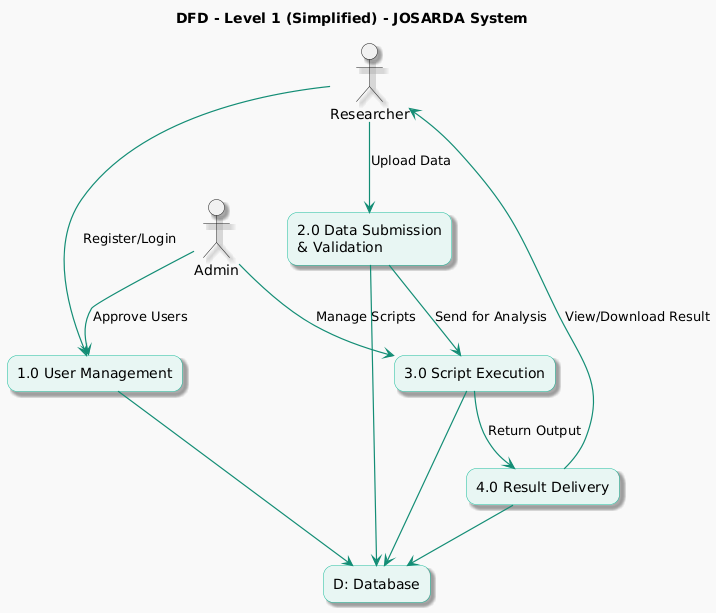 DFD - Level 1 (Simplified) - JOSARDA System
Researcher
Upload Data
Register/Login
Admin
2.0 Data Submission
& Validation
Approve Users
Manage Scripts
Send for Analysis
View/Download Result
1.0 User Management
3.0 Script Execution
Return Output
4.0 Result Delivery
D: Database